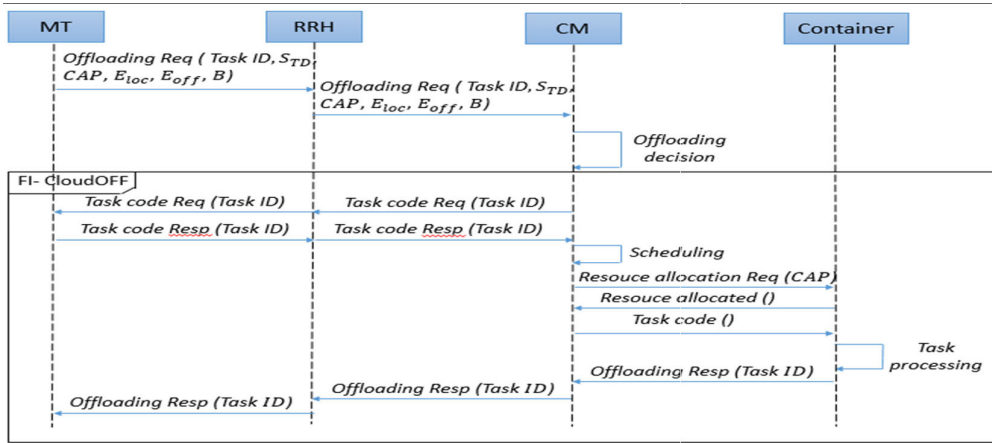 MT RRH CM Container
Offloading Req ( Task ID, S_TD,
CAP, E_loc, E_off, B)
Offloading Req ( Task ID, S_TD,
CAP, E_loc, E_off, B)
Offloading
decision
FI- CloudOFF
Task code Req (Task ID) Task code Req (Task ID)
Task code Resp (Task ID) Task code Resp (Task ID)
Scheduling
Resouce allocation Req (CAP)
Resouce allocated ()
Task code ()
Task
processing
Offloading Resp (Task ID)
Offloading Resp (Task ID)
Offloading Resp (Task ID)